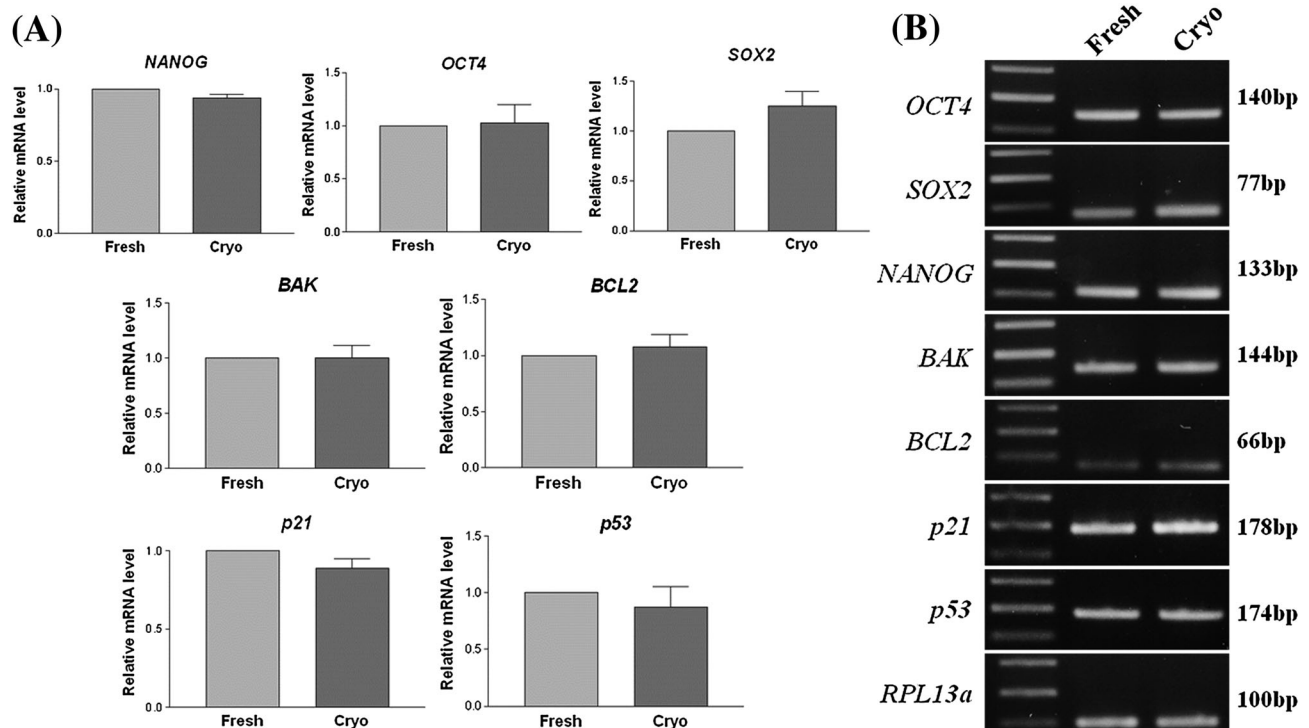 (A)
NANOG
Relative mRNA level
1.0
0.5
0.0
Fresh
Cryo
OCT4
Relative mRNA level
1.5
1.0
0.5
0.0
Fresh
Cryo
SOX2
Relative mRNA level
1.5
1.0
0.5
0.0
Fresh
Cryo
BAK
Relative mRNA level
1.5
1.0
0.5
0.0
Fresh
Cryo
BCL2
Relative mRNA level
1.5
1.0
0.5
0.0
Fresh
Cryo
p21
Relative mRNA level
1.0
0.5
0.0
Fresh
Cryo
p53
Relative mRNA level
1.5
1.0
0.5
0.0
Fresh
Cryo
(B)
Fresh
Cryo
OCT4
140bp
SOX2
77bp
NANOG
133bp
BAK
144bp
BCL2
66bp
p21
178bp
p53
174bp
RPL13a
100bp